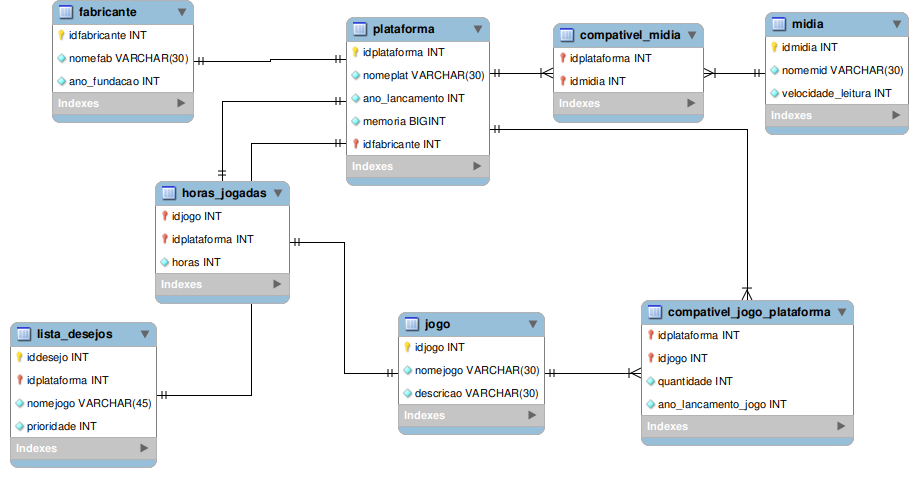 fabricante
idfabricante INT
nomefab VARCHAR(30)
ano_fundacao INT
Indexes
plataforma
idplataforma INT
nomeplat VARCHAR(30)
ano_lancamento INT
memoria BIGINT
idfabricante INT
Indexes
compativel_midia
idplataforma INT
idmidia INT
Indexes
midia
idmidia INT
nomemid VARCHAR(30)
velocidade_leitura INT
Indexes
horas_jogadas
idjogo INT
idplataforma INT
horas INT
Indexes
lista_desejos
iddesejo INT
idplataforma INT
nomejogo VARCHAR(45)
prioridade INT
Indexes
jogo
idjogo INT
nomejogo VARCHAR(30)
descricao VARCHAR(30)
Indexes
compativel_jogo_plataforma
idplataforma INT
idjogo INT
quantidade INT
ano_lancamento_jogo INT
Indexes